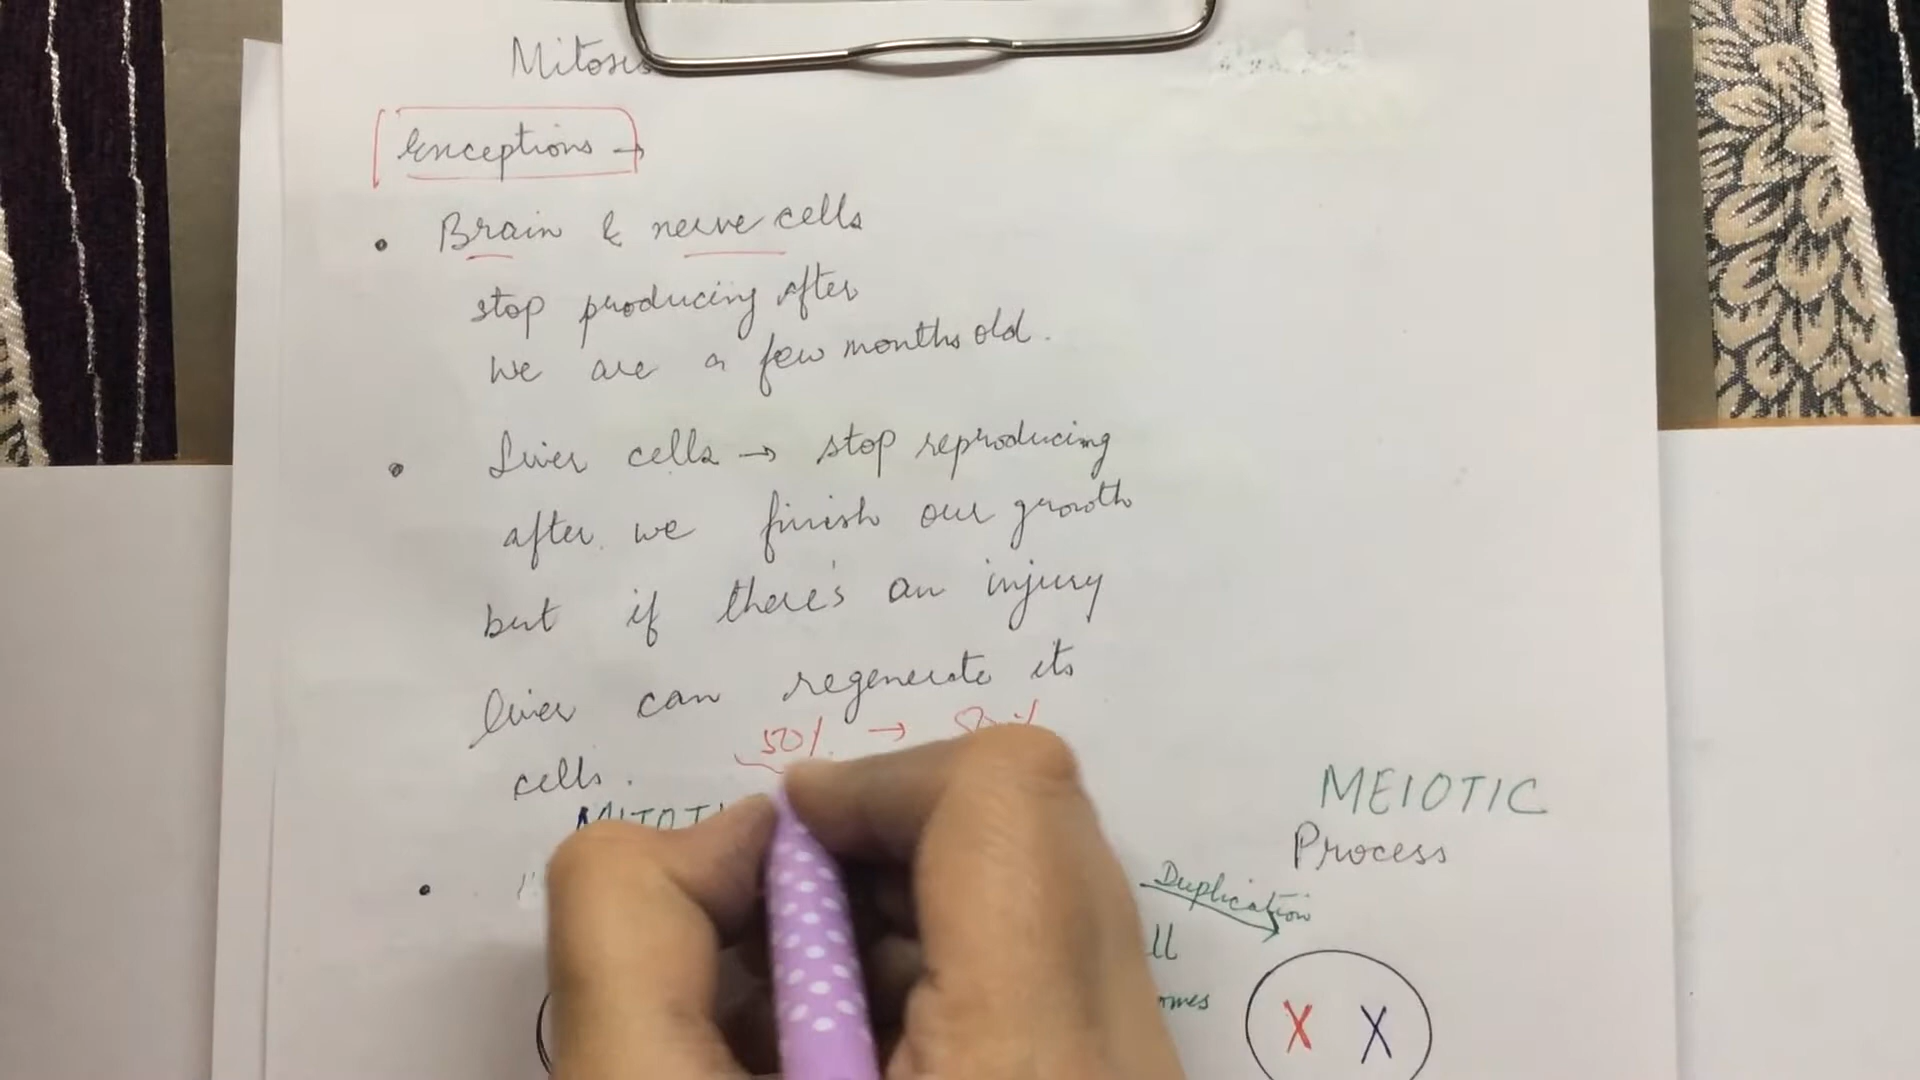 Mitosis
Exceptions →
• Brain & nerve cells
stop producing after
we are a few months old.
• Liver cells → stop reproducing
after we finish our growth
but if there's an injury
liver can regenerate its
50% →
cells.
MEIOTIC
Process
Duplication
X X